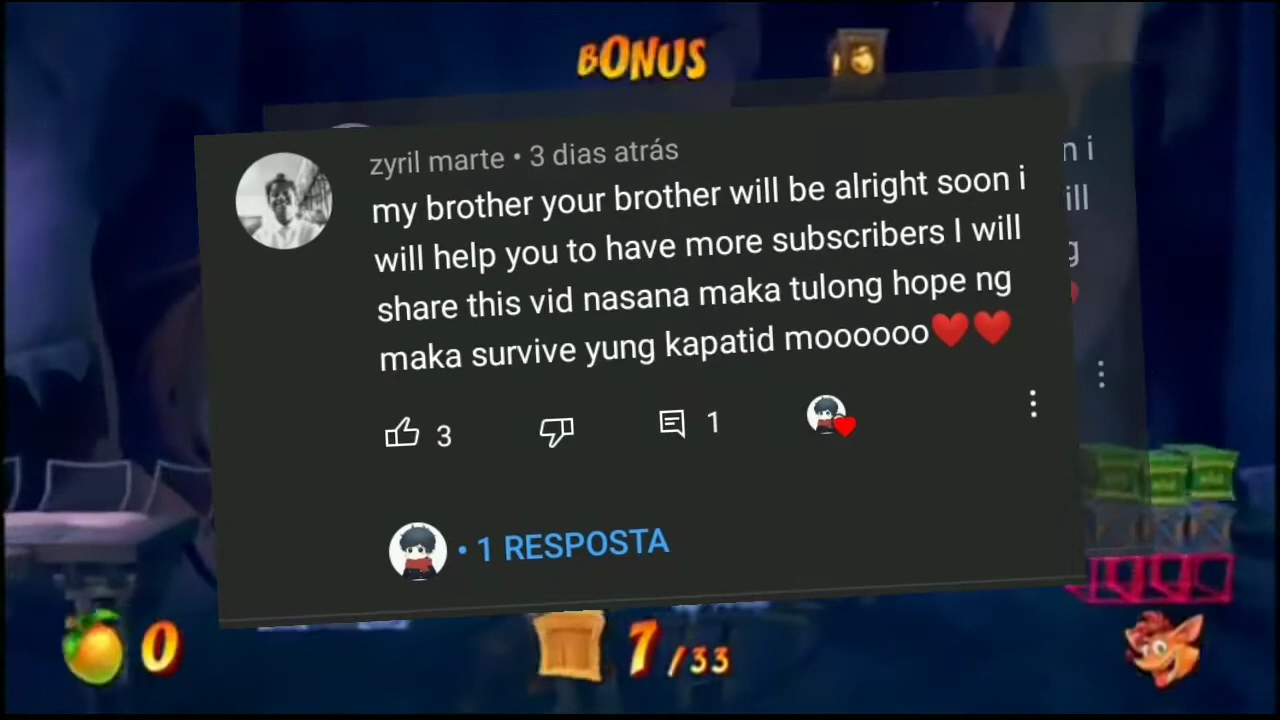 BONUS
zyril marte • 3 dias atrás
my brother your brother will be alright soon i
will help you to have more subscribers I will
share this vid nasana maka tulong hope ng
maka survive yung kapatid moooooo❤️❤️
3
1
• 1 RESPOSTA
n i
ill
g
0
7/33